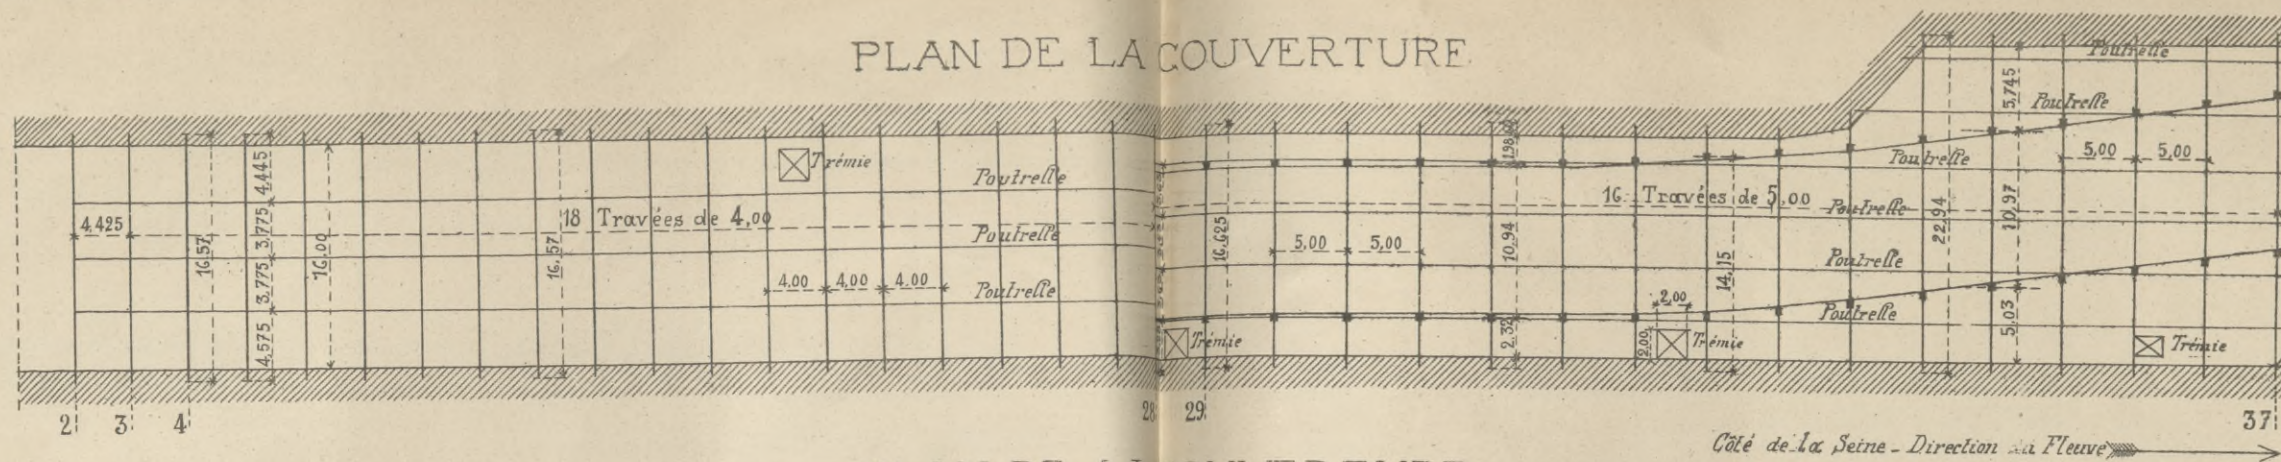 PLAN DE LA COUVERTURE
Poutrelle
5,745
Poutrelle
Trémie
1,98
Poutrelle
5,00 5,00
4.445
Poutrelle
16 Travées de 5,00
Poutrelle
4,425
3,775
18 Travées de 4,00
Poutrelle
16,57
16,00
16,57
16,625
5,00 5,00
10,94
14,15
22,94
10,97
3,775
4,00 4,00 4.00
Poutrelle
Poutrelle
2,00
Poutrelle
4,575
Trémie
2,32
2,00
Trémie
5,03
Trémie
2 3 4
28 29
37
Côté de la Seine - Direction Fleuve